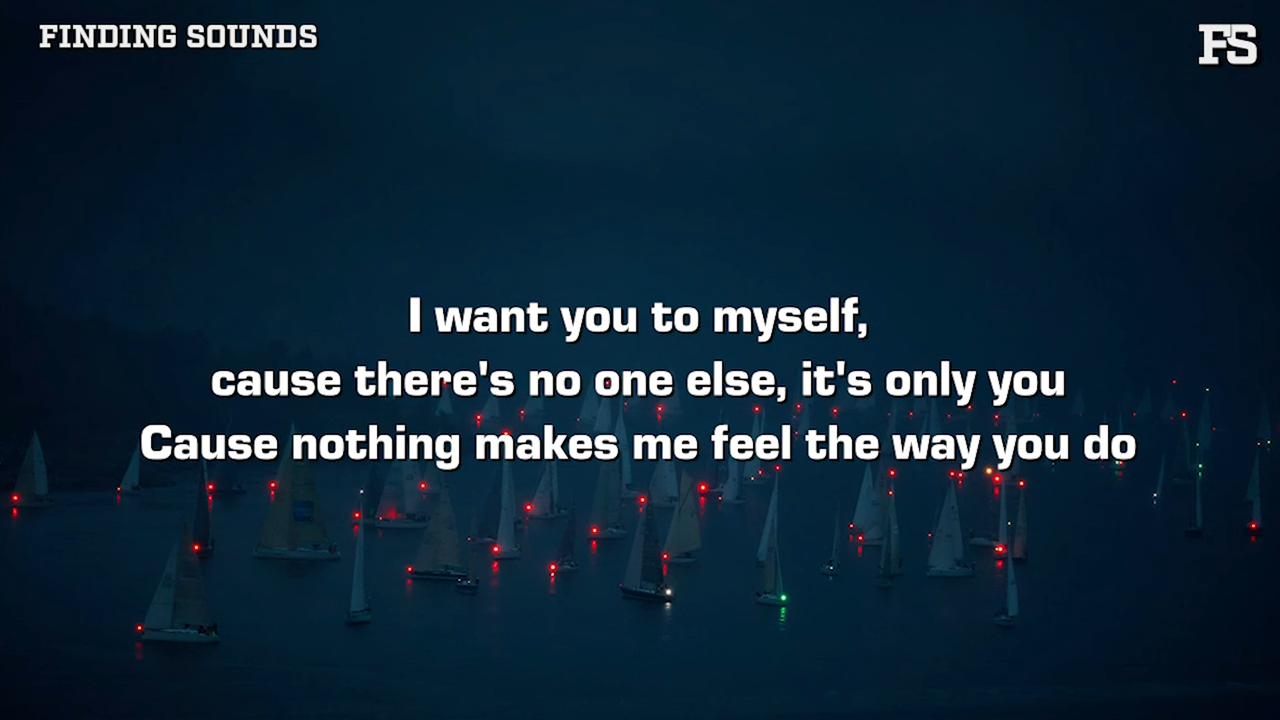 FINDING SOUNDS
FS
I want you to myself,
cause there's no one else, it's only you
Cause nothing makes me feel the way you do